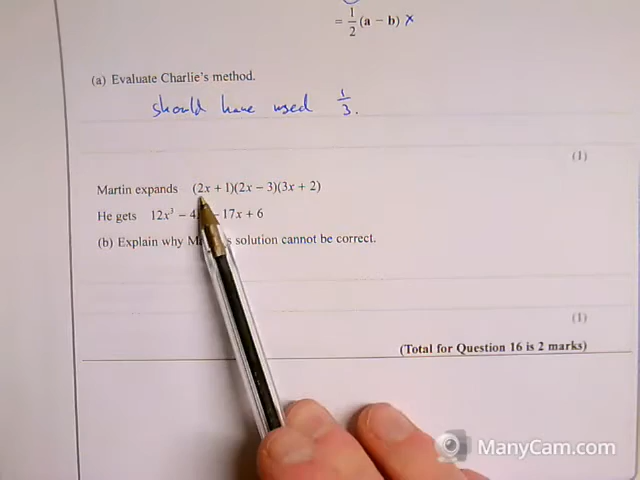 = 1/2 (a − b) ×
(a) Evaluate Charlie's method.
should have used 1/3.
(1)
Martin expands (2x + 1)(2x − 3)(3x + 2)
He gets 12x³ − 4 − 17x + 6
(b) Explain why M s solution cannot be correct.
(1)
(Total for Question 16 is 2 marks)
ManyCam.com